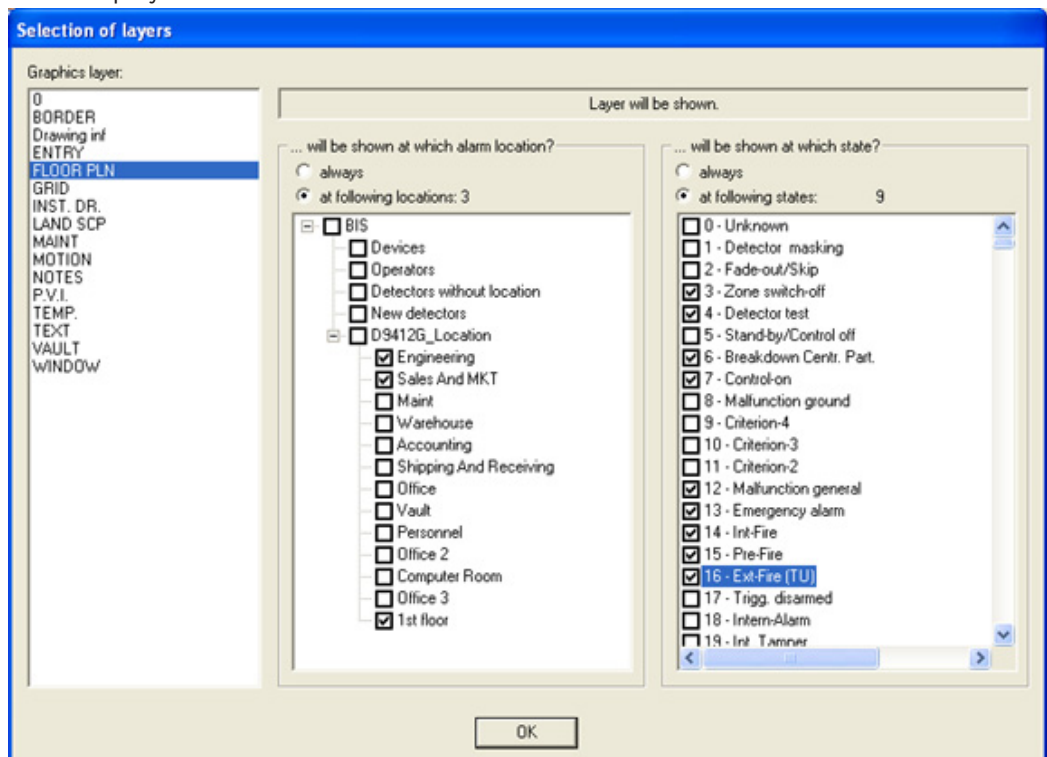 Selection of layers
Graphics layer:
0
BORDER
Drawing inf
ENTRY
FLOOR PLN
GRID
INST. DR.
LAND SCP
MAINT
MOTION
NOTES
P.V.I.
TEMP.
TEXT
VAULT
WINDOW
Layer will be shown.
... will be shown at which alarm location?
always
at following locations: 3
BIS
Devices
Operators
Detectors without location
New detectors
D9412G_Location
Engineering
Sales And MKT
Maint
Warehouse
Accounting
Shipping And Receiving
Office
Vault
Personnel
Office 2
Computer Room
Office 3
1st floor
... will be shown at which state?
always
at following states: 9
0 - Unknown
1 - Detector masking
2 - Fade-out/Skip
3 - Zone switch-off
4 - Detector test
5 - Stand-by/Control off
6 - Breakdown Centr. Part.
7 - Control-on
8 - Malfunction ground
9 - Criterion-4
10 - Criterion-3
11 - Criterion-2
12 - Malfunction general
13 - Emergency alarm
14 - Int-Fire
15 - Pre-Fire
16 - Ext-Fire (TU)
17 - Trigg. disarmed
18 - Intern-Alarm
19 - Int. Tamper
OK